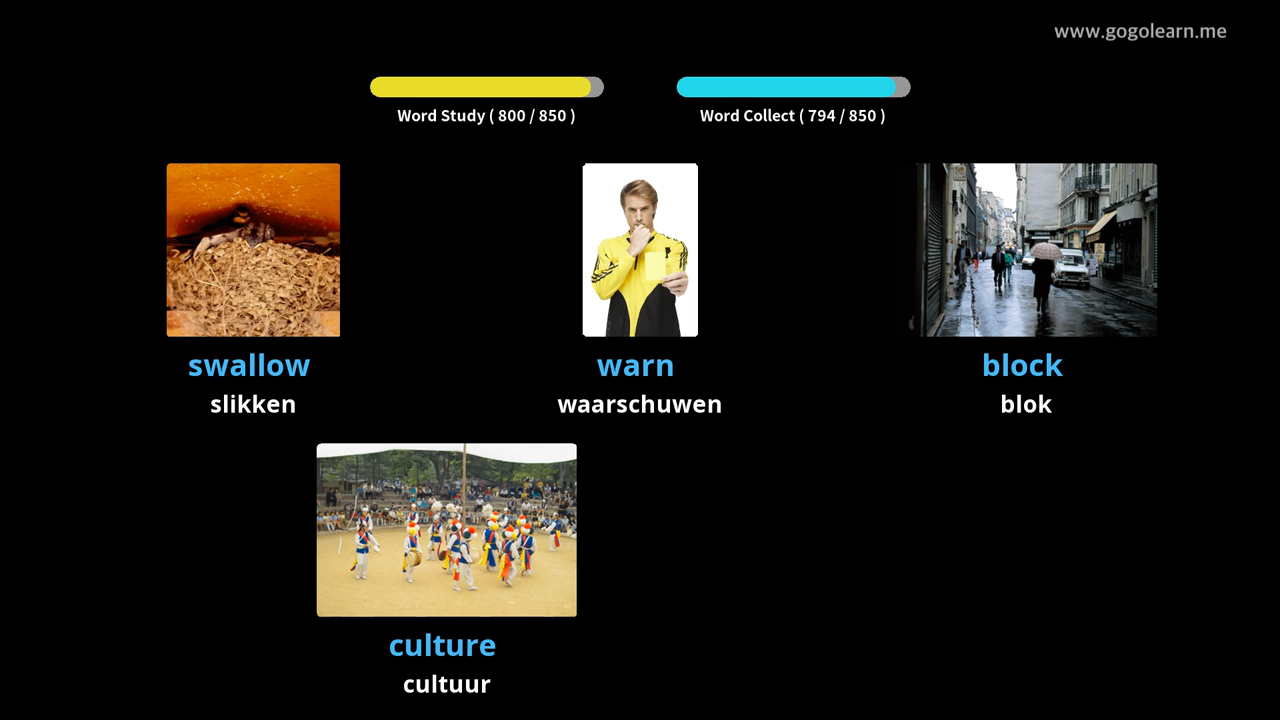 www.gogolearn.me
Word Study ( 800 / 850 )
Word Collect ( 794 / 850 )
swallow
slikken
warn
waarschuwen
block
blok
culture
cultuur